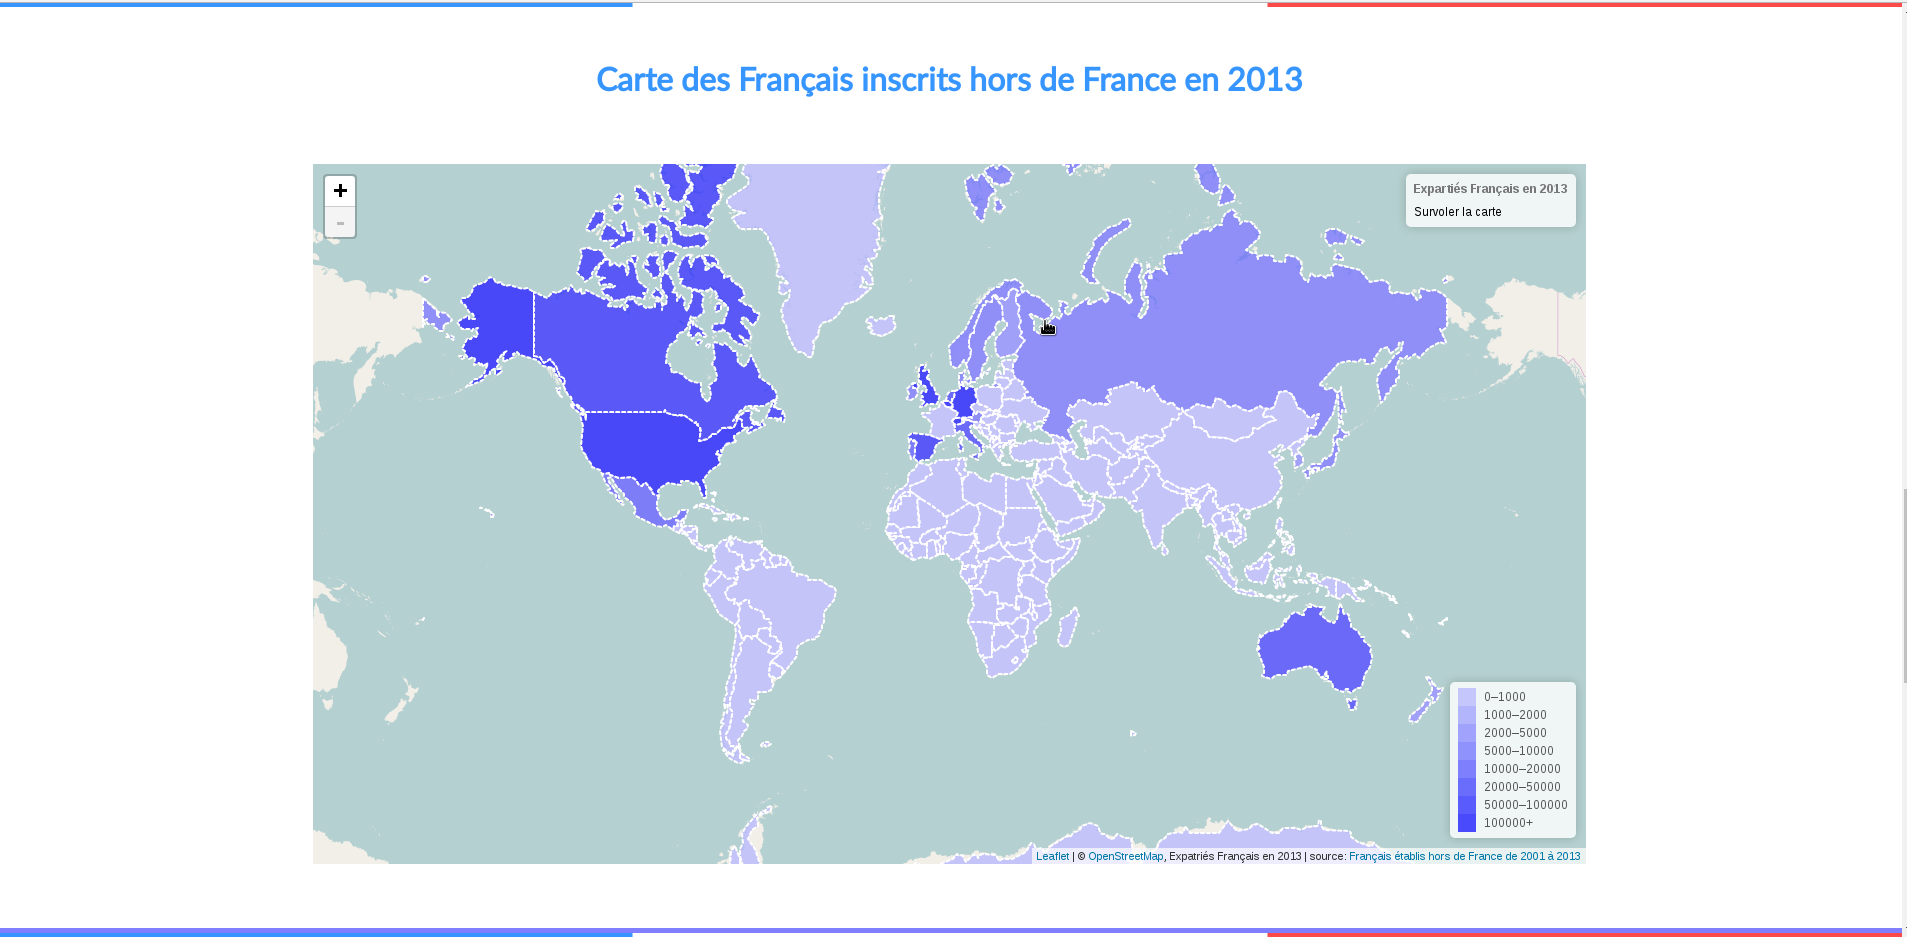 Carte des Français inscrits hors de France en 2013
+
-
Expartiés Français en 2013
Survoler la carte
0–1000
1000–2000
2000–5000
5000–10000
10000–20000
20000–50000
50000–100000
100000+
Leaflet | © OpenStreetMap, Expatriés Français en 2013 | source: Français établis hors de France de 2001 à 2013